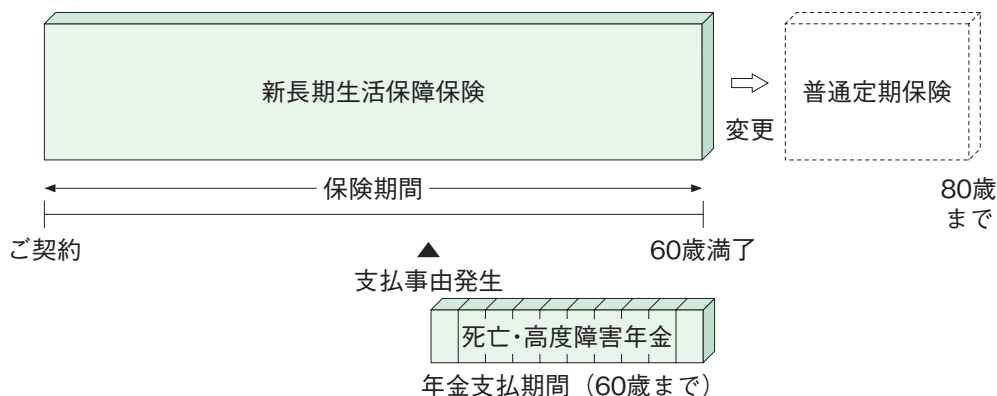 新長期生活保障保険
変更
普通定期保険
保険期間
80歳
まで
ご契約
60歳満了
支払事由発生
死亡・高度障害年金
年金支払期間（60歳まで）